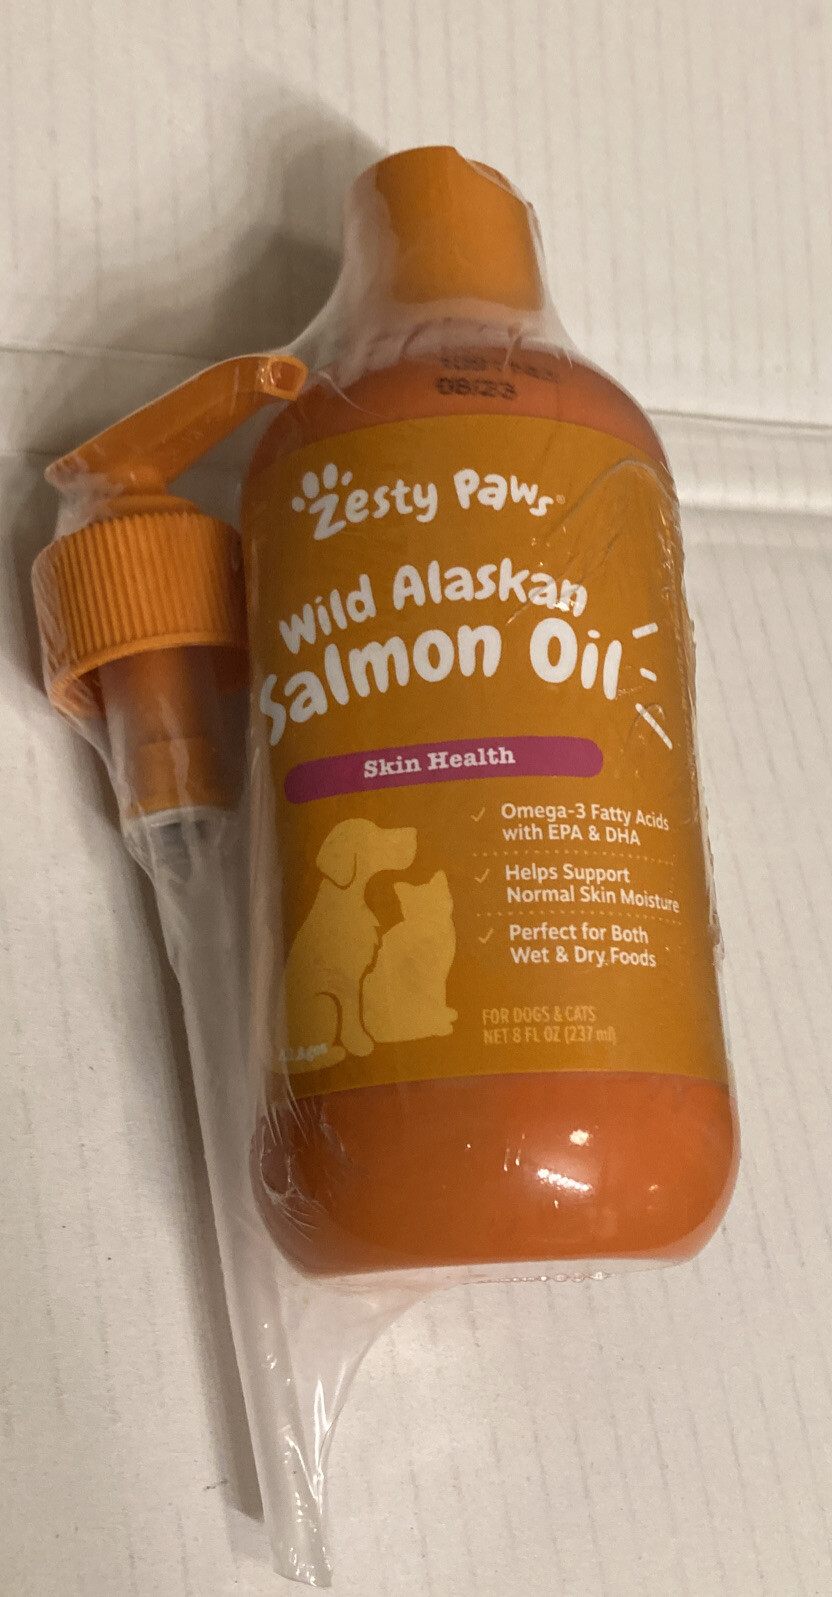 08/23
Zesty Paws®
Wild Alaskan
Salmon Oil
Skin Health
Omega-3 Fatty Acids
with EPA & DHA
Helps Support
Normal Skin Moisture
Perfect for Both
Wet & Dry Foods
FOR DOGS & CATS
NET 8 FL OZ (237 ml)
All Ages